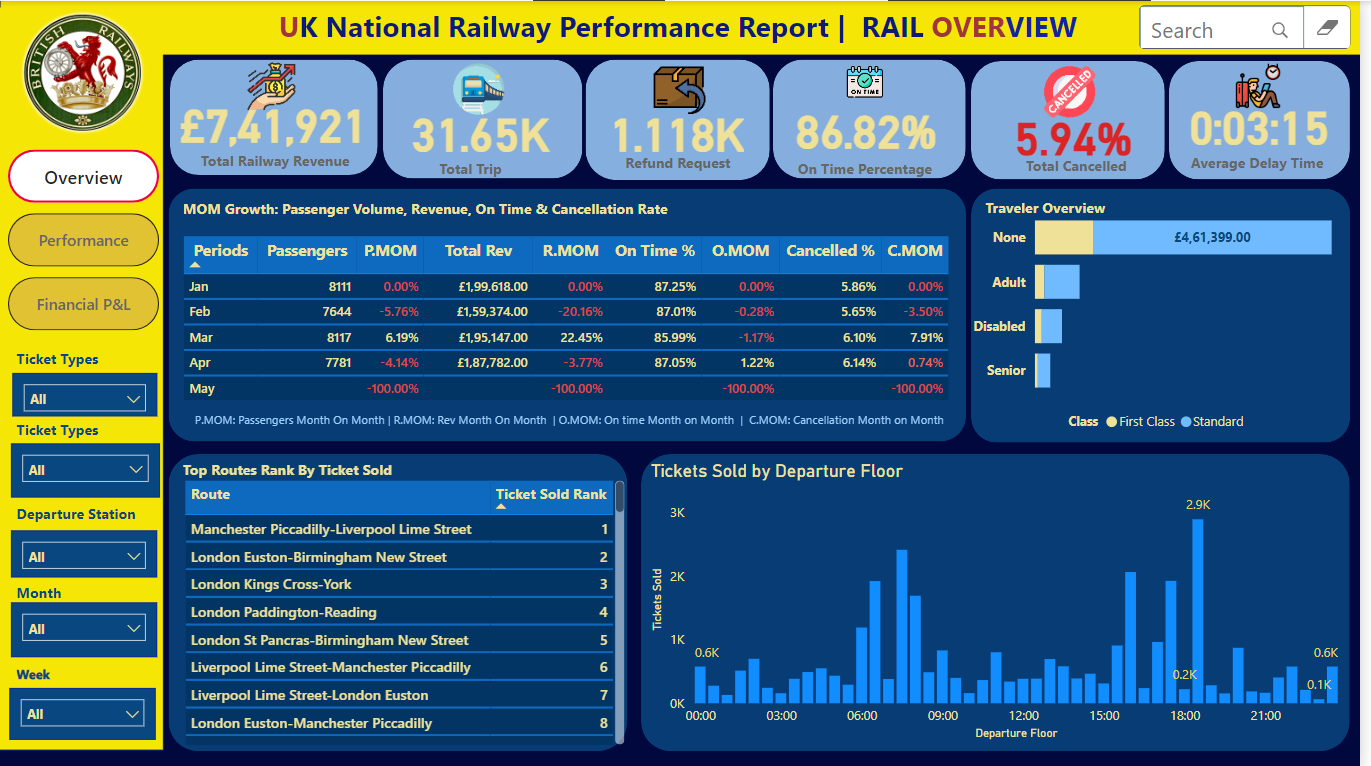 UK National Railway Performance Report | RAIL OVERVIEW
Search
BRITISH RAILWAYS
Overview
Performance
Financial P&L
Ticket Types
All
Ticket Types
All
Departure Station
All
Month
All
Week
All
£7,41,921
Total Railway Revenue
31.65K
Total Trip
1.118K
Refund Request
ON TIME
86.82%
On Time Percentage
CANCELLED
5.94%
Total Cancelled
0:03:15
Average Delay Time
MOM Growth: Passenger Volume, Revenue, On Time & Cancellation Rate
Periods Passengers P.MOM Total Rev R.MOM On Time % O.MOM Cancelled % C.MOM
Jan 8111 0.00% £1,99,618.00 0.00% 87.25% 0.00% 5.86% 0.00%
Feb 7644 -5.76% £1,59,374.00 -20.16% 87.01% -0.28% 5.65% -3.50%
Mar 8117 6.19% £1,95,147.00 22.45% 85.99% -1.17% 6.10% 7.91%
Apr 7781 -4.14% £1,87,782.00 -3.77% 87.05% 1.22% 6.14% 0.74%
May -100.00% -100.00% -100.00% -100.00%
P.MOM: Passengers Month On Month | R.MOM: Rev Month On Month | O.MOM: On time Month on Month | C.MOM: Cancellation Month on Month
Traveler Overview
None £4,61,399.00
Adult
Disabled
Senior
Class First Class Standard
Top Routes Rank By Ticket Sold
Route Ticket Sold Rank
Manchester Piccadilly-Liverpool Lime Street 1
London Euston-Birmingham New Street 2
London Kings Cross-York 3
London Paddington-Reading 4
London St Pancras-Birmingham New Street 5
Liverpool Lime Street-Manchester Piccadilly 6
Liverpool Lime Street-London Euston 7
London Euston-Manchester Piccadilly 8
Tickets Sold by Departure Floor
Tickets Sold
3K
2K
1K
0K
0.6K
2.9K
0.2K
0.6K
0.1K
00:00 03:00 06:00 09:00 12:00 15:00 18:00 21:00
Departure Floor